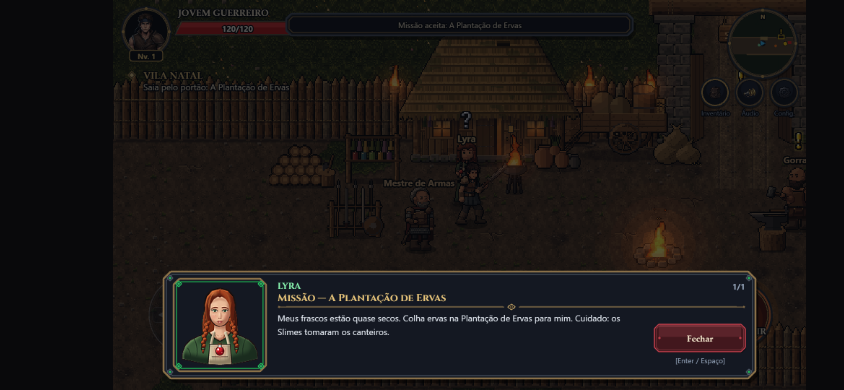 JOVEM GUERREIRO
120/120
Missão aceita: A Plantação de Ervas
N
Nv. 1
VILA NATAL
Saia pelo portão: A Plantação de Ervas
?
Lyra
Mestre de Armas
LYRA
1/1
MISSÃO — A PLANTAÇÃO DE ERVAS
Meus frascos estão quase secos. Colha ervas na Plantação de Ervas para mim. Cuidado: os
Slimes tomaram os canteiros.
Fechar
[Enter / Espaço]